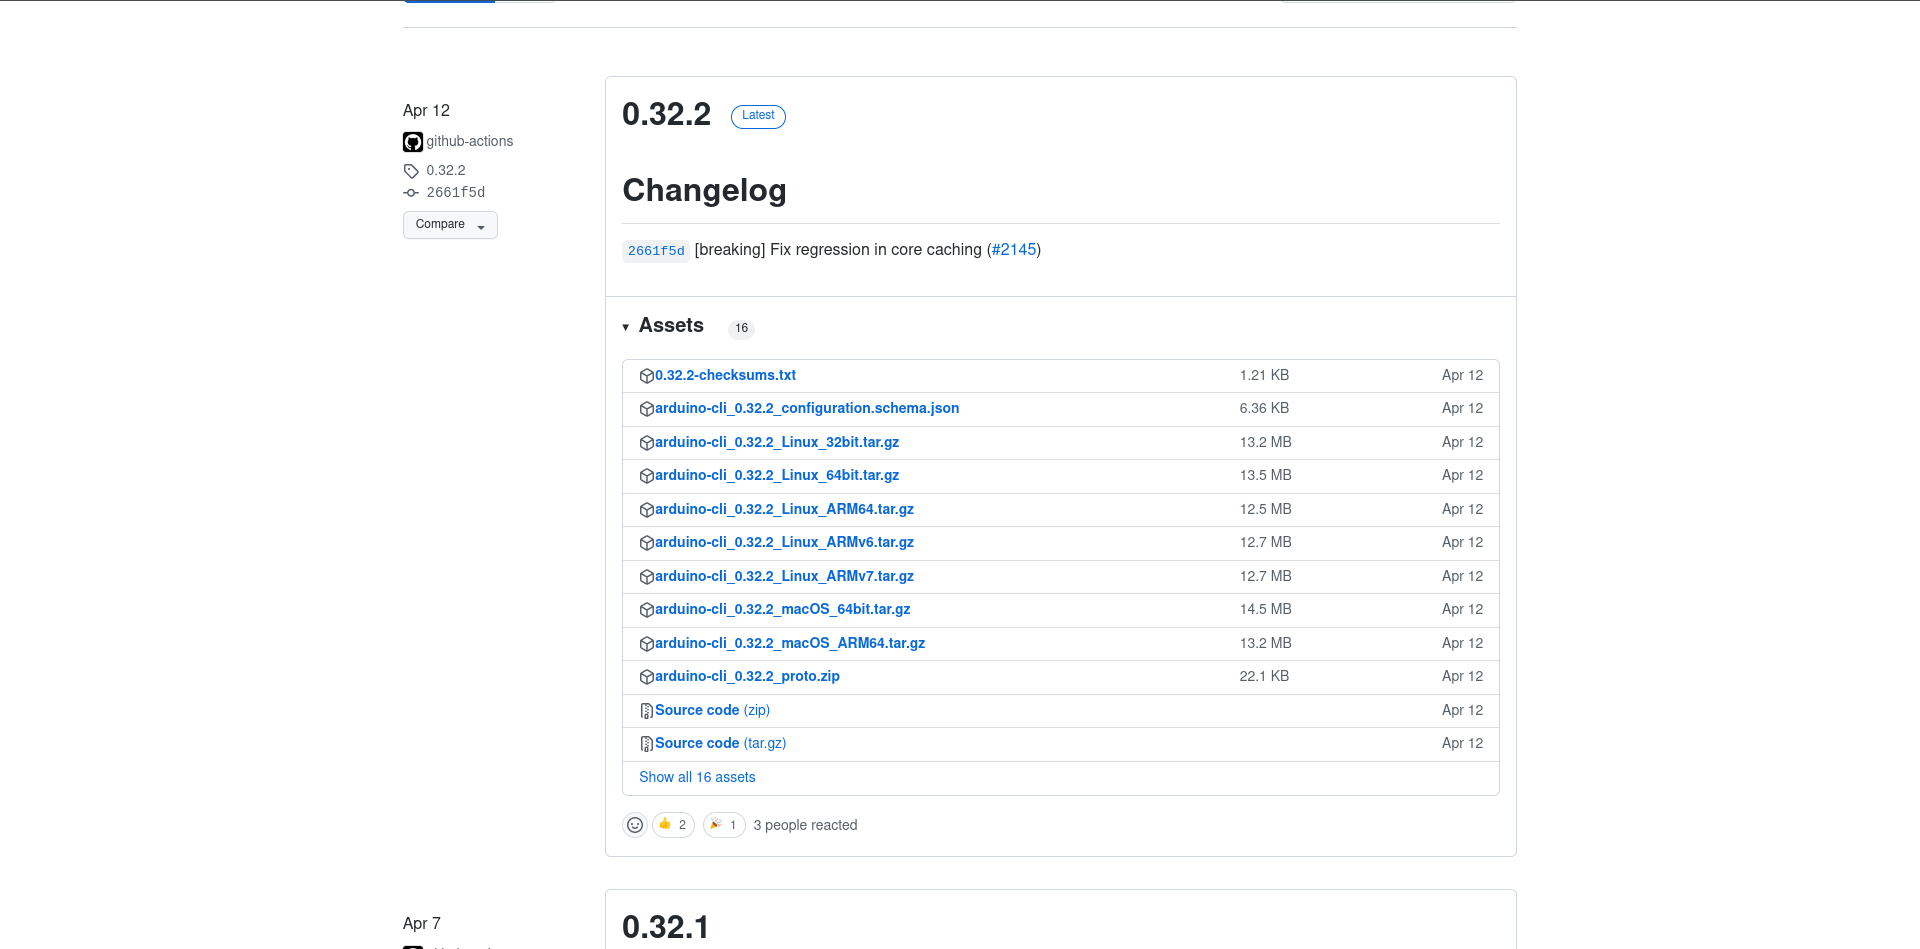 Apr 12
github-actions
0.32.2
2661f5d
Compare
0.32.2 Latest
Changelog
2661f5d [breaking] Fix regression in core caching (#2145)
Assets 16
0.32.2-checksums.txt 1.21 KB Apr 12
arduino-cli_0.32.2_configuration.schema.json 6.36 KB Apr 12
arduino-cli_0.32.2_Linux_32bit.tar.gz 13.2 MB Apr 12
arduino-cli_0.32.2_Linux_64bit.tar.gz 13.5 MB Apr 12
arduino-cli_0.32.2_Linux_ARM64.tar.gz 12.5 MB Apr 12
arduino-cli_0.32.2_Linux_ARMv6.tar.gz 12.7 MB Apr 12
arduino-cli_0.32.2_Linux_ARMv7.tar.gz 12.7 MB Apr 12
arduino-cli_0.32.2_macOS_64bit.tar.gz 14.5 MB Apr 12
arduino-cli_0.32.2_macOS_ARM64.tar.gz 13.2 MB Apr 12
arduino-cli_0.32.2_proto.zip 22.1 KB Apr 12
Source code (zip) Apr 12
Source code (tar.gz) Apr 12
Show all 16 assets
2 1 3 people reacted
Apr 7
0.32.1